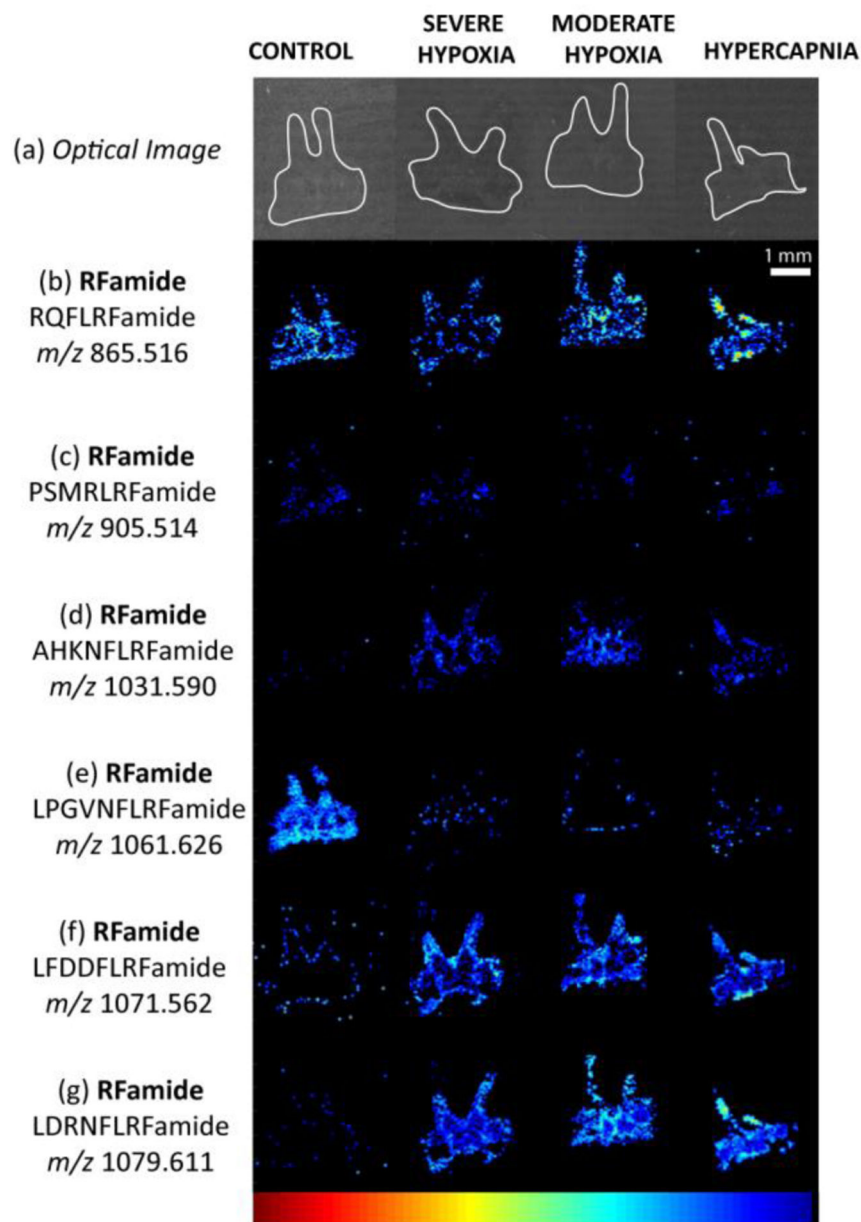 CONTROL
SEVERE
HYPOXIA
MODERATE
HYPOXIA
HYPERCAPNIA
(a) Optical Image
(b) RFamide
RQFLRFamide
m/z 865.516
1 mm
(c) RFamide
PSMRLRFamide
m/z 905.514
(d) RFamide
AHKNFLRFamide
m/z 1031.590
(e) RFamide
LPGVNFLRFamide
m/z 1061.626
(f) RFamide
LFDDFLRFamide
m/z 1071.562
(g) RFamide
LDRNFLRFamide
m/z 1079.611